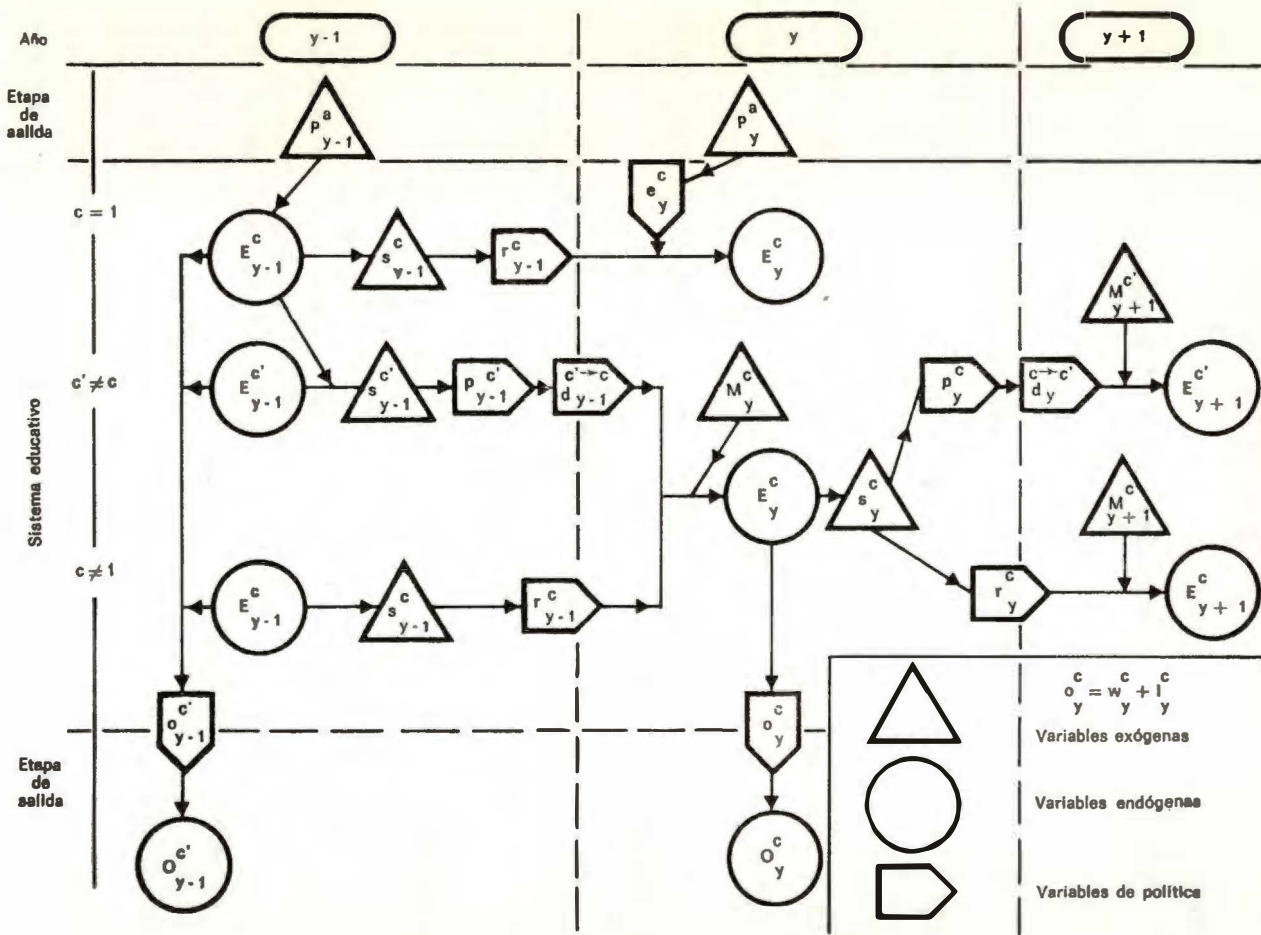 Año
y - 1
y
y + 1
Etapa
de
salida
p^a_{y-1}
p^a_y
e^c_y
c = 1
E^c_{y-1}
s^c_{y-1}
r^c_{y-1}
E^c_y
M^{c'}_{y+1}
Sistema educativo
c' ≠ c
E^{c'}_{y-1}
s^{c'}_{y-1}
p^{c'}_{y-1}
d^{c'→c}_{y-1}
M^c_y
p^c_y
d^{c→c'}_y
E^{c'}_{y+1}
E^c_y
s^c_y
M^c_{y+1}
c ≠ 1
E^c_{y-1}
s^c_{y-1}
r^c_{y-1}
r^c_y
E^c_{y+1}
o^{c'}_{y-1}
o^c_y
o^c_y = w^c_y + l^c_y
Variables exógenas
Etapa
de
salida
Variables endógenas
O^{c'}_{y-1}
O^c_y
Variables de política